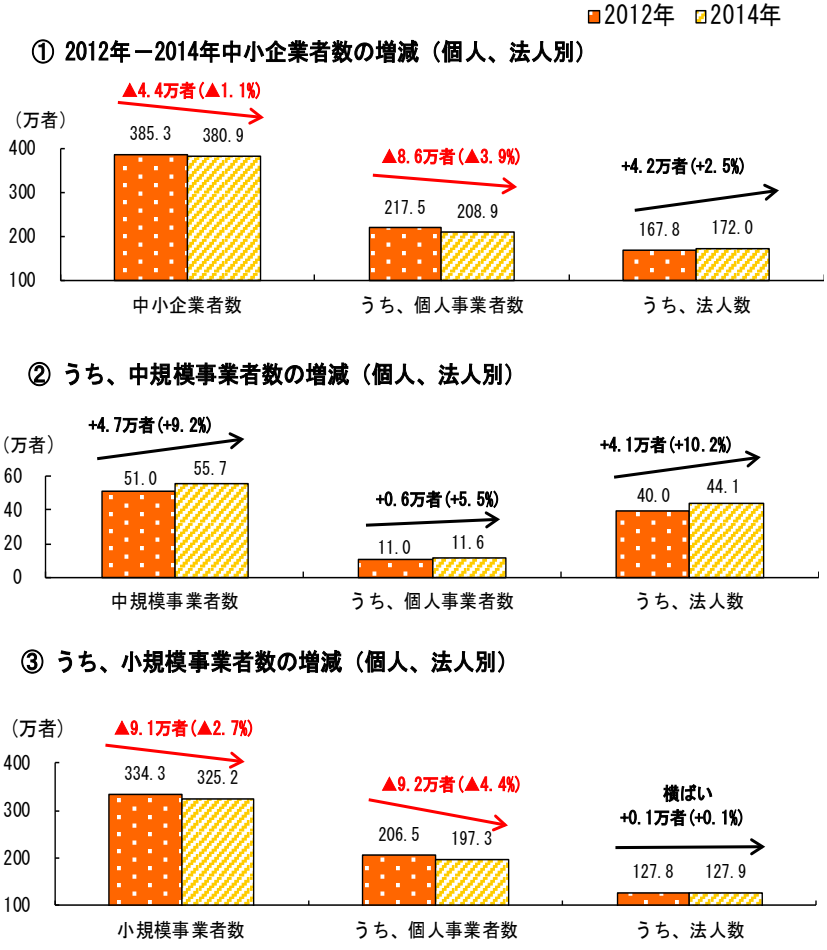 2012年 2014年
① 2012年－2014年中小企業者数の増減（個人、法人別）
▲4.4万者(▲1.1%)
（万者）
385.3 380.9
▲8.6万者(▲3.9%)
217.5 208.9
+4.2万者(+2.5%)
167.8 172.0
400
300
200
100
中小企業者数 うち、個人事業者数 うち、法人数
② うち、中規模事業者数の増減（個人、法人別）
+4.7万者(+9.2%)
（万者）
51.0 55.7
+0.6万者(+5.5%)
11.0 11.6
+4.1万者(+10.2%)
40.0 44.1
60
40
20
0
中規模事業者数 うち、個人事業者数 うち、法人数
③ うち、小規模事業者数の増減（個人、法人別）
▲9.1万者(▲2.7%)
（万者）
334.3 325.2
▲9.2万者(▲4.4%)
206.5 197.3
横ばい
+0.1万者(+0.1%)
127.8 127.9
400
300
200
100
小規模事業者数 うち、個人事業者数 うち、法人数